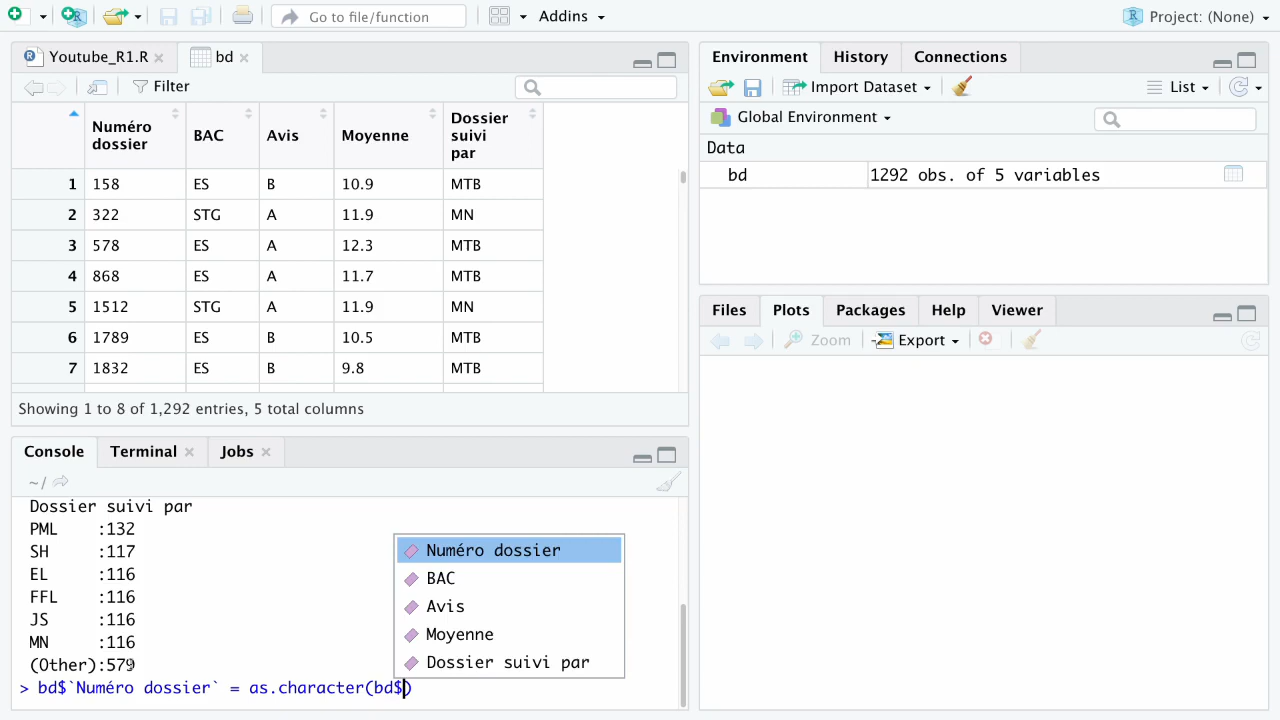 Go to file/function
Addins
Project: (None)
Youtube_R1.R
bd
Filter
Numéro dossier BAC Avis Moyenne Dossier suivi par
1 158 ES B 10.9 MTB
2 322 STG A 11.9 MN
3 578 ES A 12.3 MTB
4 868 ES A 11.7 MTB
5 1512 STG A 11.9 MN
6 1789 ES B 10.5 MTB
7 1832 ES B 9.8 MTB
Showing 1 to 8 of 1,292 entries, 5 total columns
Console Terminal Jobs
~/
Dossier suivi par
PML :132
SH :117
EL :116
FFL :116
JS :116
MN :116
(Other):579
> bd$`Numéro dossier` = as.character(bd$)
Numéro dossier
BAC
Avis
Moyenne
Dossier suivi par
Environment History Connections
Import Dataset
List
Global Environment
Data
bd 1292 obs. of 5 variables
Files Plots Packages Help Viewer
Zoom
Export